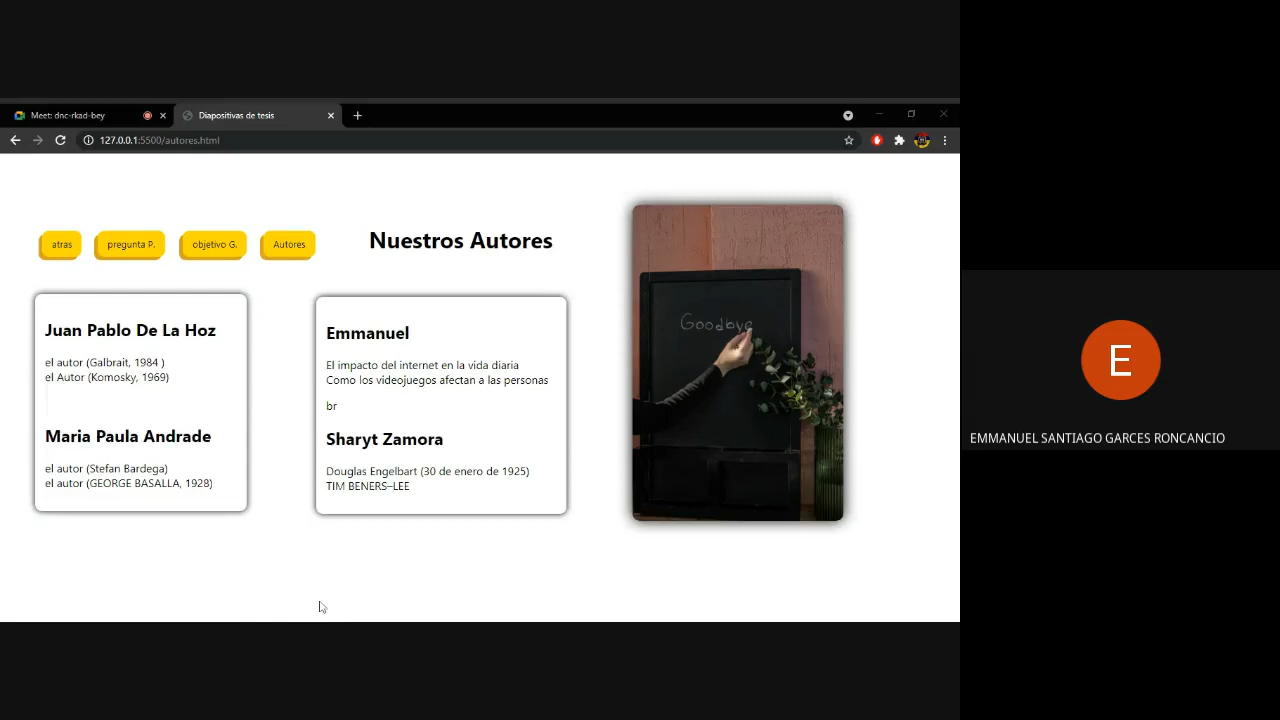 Meet: dnc-rkad-bey
Diapositivas de tesis
127.0.0.1:5500/autores.html
atras
pregunta P.
objetivo G.
Autores
Nuestros Autores
Juan Pablo De La Hoz
el autor (Galbrait, 1984 )
el Autor (Komosky, 1969)
Maria Paula Andrade
el autor (Stefan Bardega)
el autor (GEORGE BASALLA, 1928)
Emmanuel
El impacto del internet en la vida diaria
Como los videojuegos afectan a las personas
br
Sharyt Zamora
Douglas Engelbart (30 de enero de 1925)
TIM BENERS–LEE
Goodbye
E
EMMANUEL SANTIAGO GARCES RONCANCIO